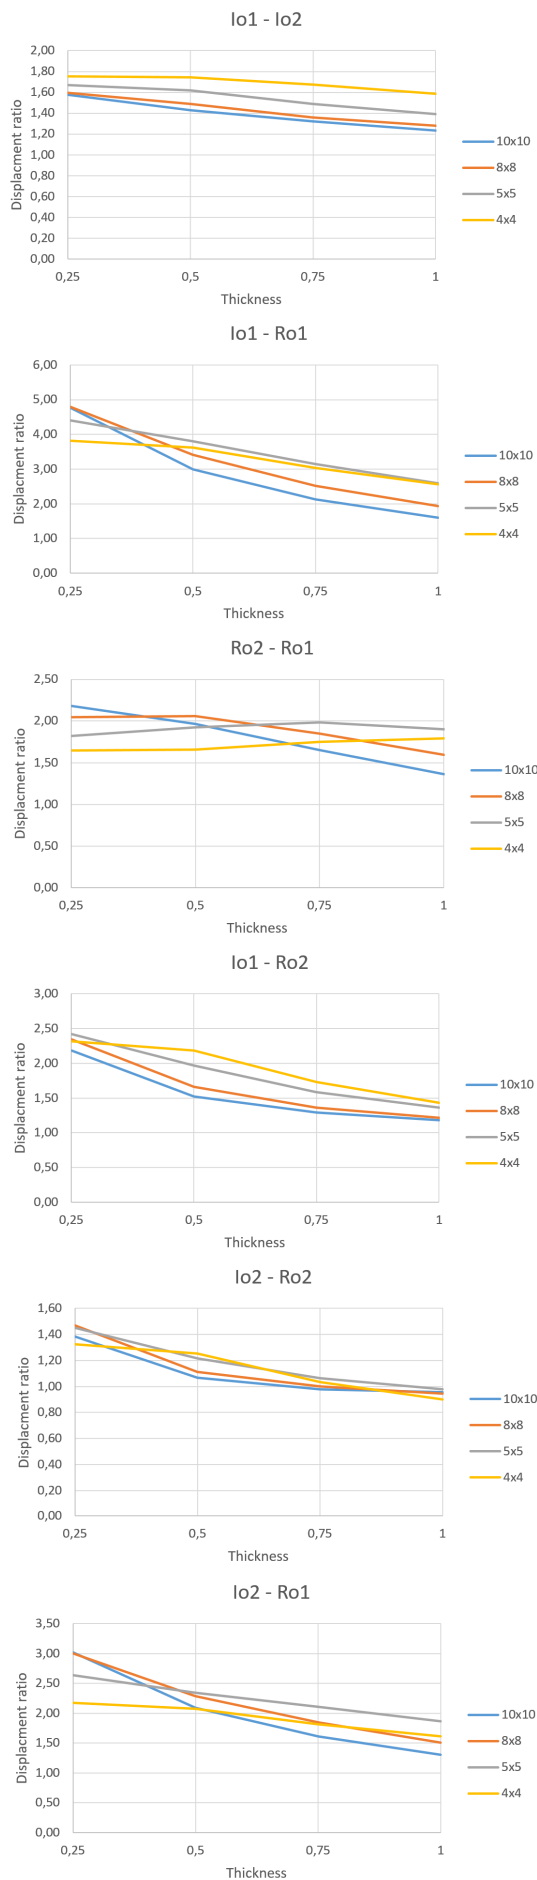 Io1 - Io2
2,00
1,80
1,60
1,40
1,20
1,00
0,80
0,60
0,40
0,20
0,00
Displacment ratio
0,25 0,5 0,75 1
Thickness
10x10
8x8
5x5
4x4
Io1 - Ro1
6,00
5,00
4,00
3,00
2,00
1,00
0,00
Displacment ratio
0,25 0,5 0,75 1
Thickness
10x10
8x8
5x5
4x4
Ro2 - Ro1
2,50
2,00
1,50
1,00
0,50
0,00
Displacment ratio
0,25 0,5 0,75 1
Thickness
10x10
8x8
5x5
4x4
Io1 - Ro2
3,00
2,50
2,00
1,50
1,00
0,50
0,00
Displacment ratio
0,25 0,5 0,75 1
Thickness
10x10
8x8
5x5
4x4
Io2 - Ro2
1,60
1,40
1,20
1,00
0,80
0,60
0,40
0,20
0,00
Displacment ratio
0,25 0,5 0,75 1
Thickness
10x10
8x8
5x5
4x4
Io2 - Ro1
3,50
3,00
2,50
2,00
1,50
1,00
0,50
0,00
Displacment ratio
0,25 0,5 0,75 1
Thickness
10x10
8x8
5x5
4x4